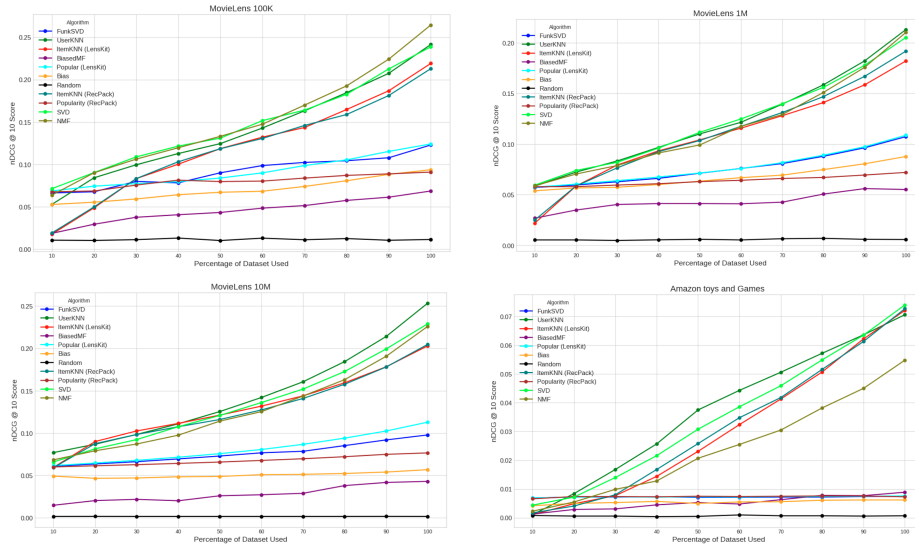 MovieLens 100K
nDCG @ 10 Score
0.25
0.20
0.15
0.10
0.05
0.00
Algorithm
FunkSVD
UserKNN
ItemKNN (LensKit)
BiasedMF
Popular (LensKit)
Bias
Random
ItemKNN (RecPack)
Popularity (RecPack)
SVD
NMF
10 20 30 40 50 60 70 80 90 100
Percentage of Dataset Used
MovieLens 1M
nDCG @ 10 Score
0.20
0.15
0.10
0.05
0.00
Algorithm
FunkSVD
UserKNN
ItemKNN (LensKit)
BiasedMF
Popular (LensKit)
Bias
Random
ItemKNN (RecPack)
Popularity (RecPack)
SVD
NMF
10 20 30 40 50 60 70 80 90 100
Percentage of Dataset Used
MovieLens 10M
nDCG @ 10 Score
0.25
0.20
0.15
0.10
0.05
0.00
Algorithm
FunkSVD
UserKNN
ItemKNN (LensKit)
BiasedMF
Popular (LensKit)
Bias
Random
ItemKNN (RecPack)
Popularity (RecPack)
SVD
NMF
10 20 30 40 50 60 70 80 90 100
Percentage of Dataset Used
Amazon toys and Games
nDCG @ 10 Score
0.07
0.06
0.05
0.04
0.03
0.02
0.01
0.00
Algorithm
FunkSVD
UserKNN
ItemKNN (LensKit)
BiasedMF
Popular (LensKit)
Bias
Random
ItemKNN (RecPack)
Popularity (RecPack)
SVD
NMF
10 20 30 40 50 60 70 80 90 100
Percentage of Dataset Used